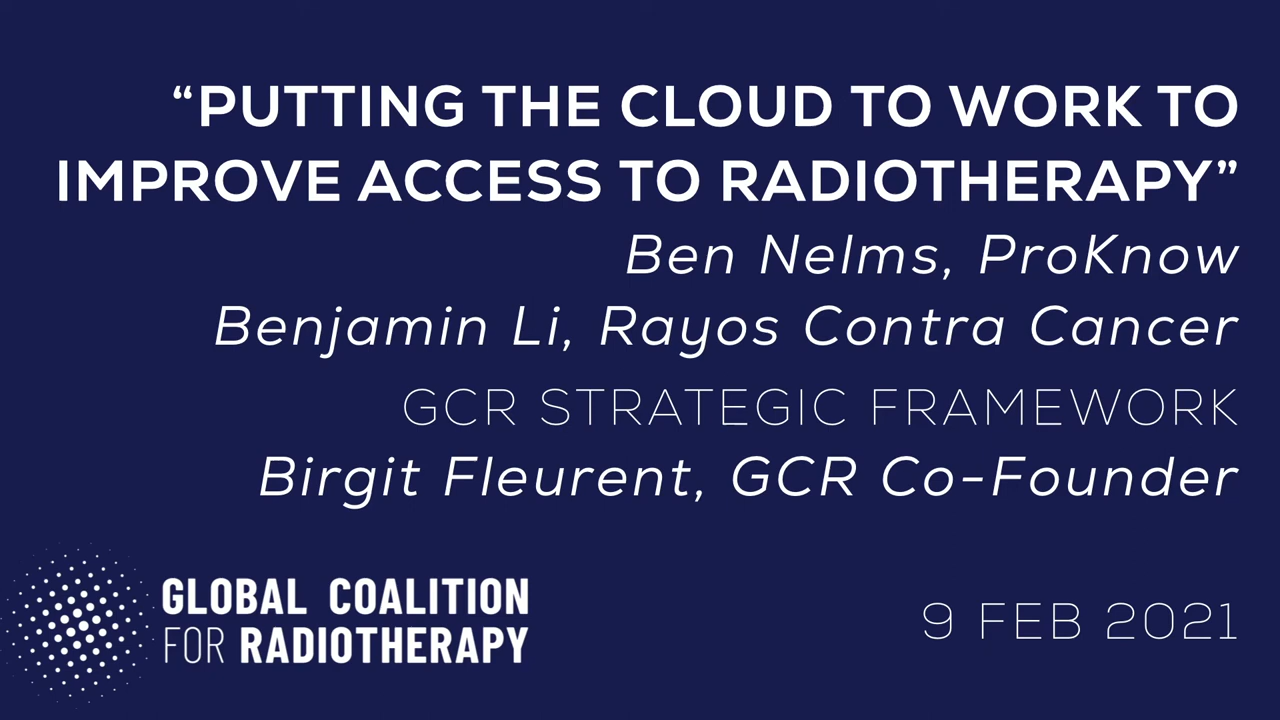 “PUTTING THE CLOUD TO WORK TO
IMPROVE ACCESS TO RADIOTHERAPY”
Ben Nelms, ProKnow
Benjamin Li, Rayos Contra Cancer
GCR STRATEGIC FRAMEWORK
Birgit Fleurent, GCR Co-Founder
GLOBAL COALITION
FOR RADIOTHERAPY
9 FEB 2021